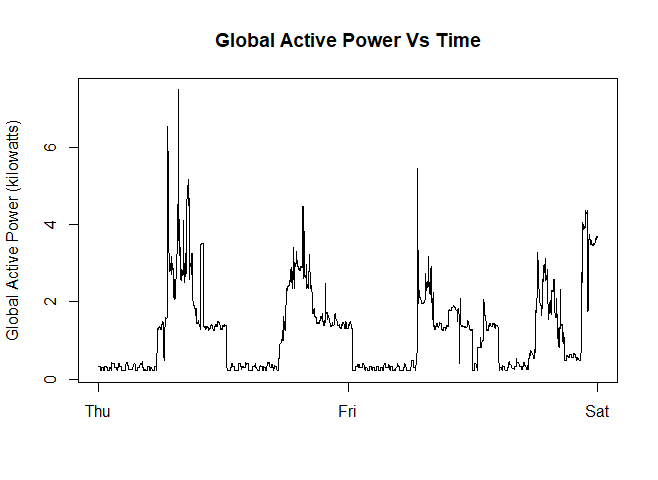 Global Active Power Vs Time
Global Active Power (kilowatts)
6
4
2
0
Thu
Fri
Sat